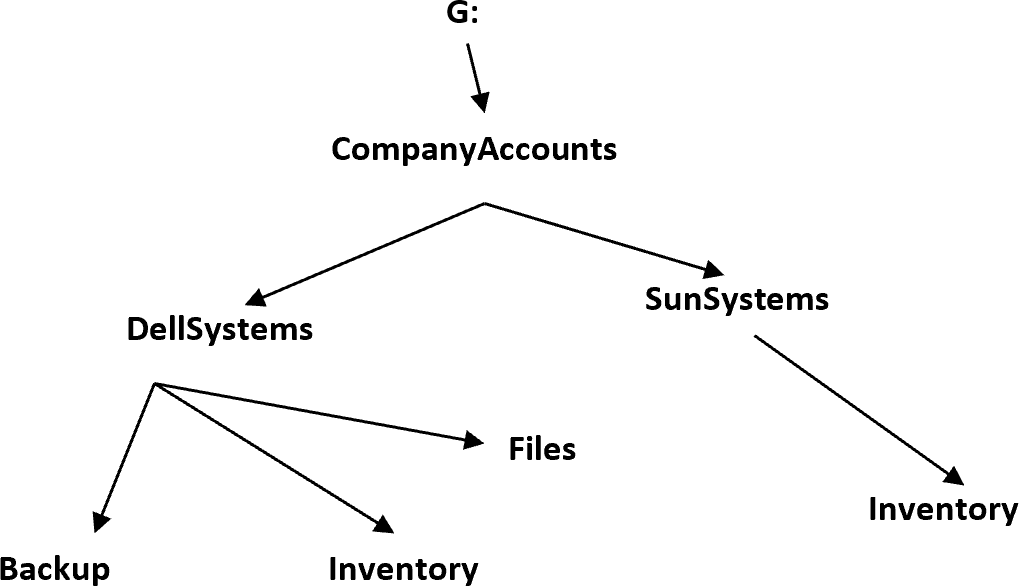 G:
CompanyAccounts
SunSystems
DellSystems
Files
Inventory
Backup
Inventory